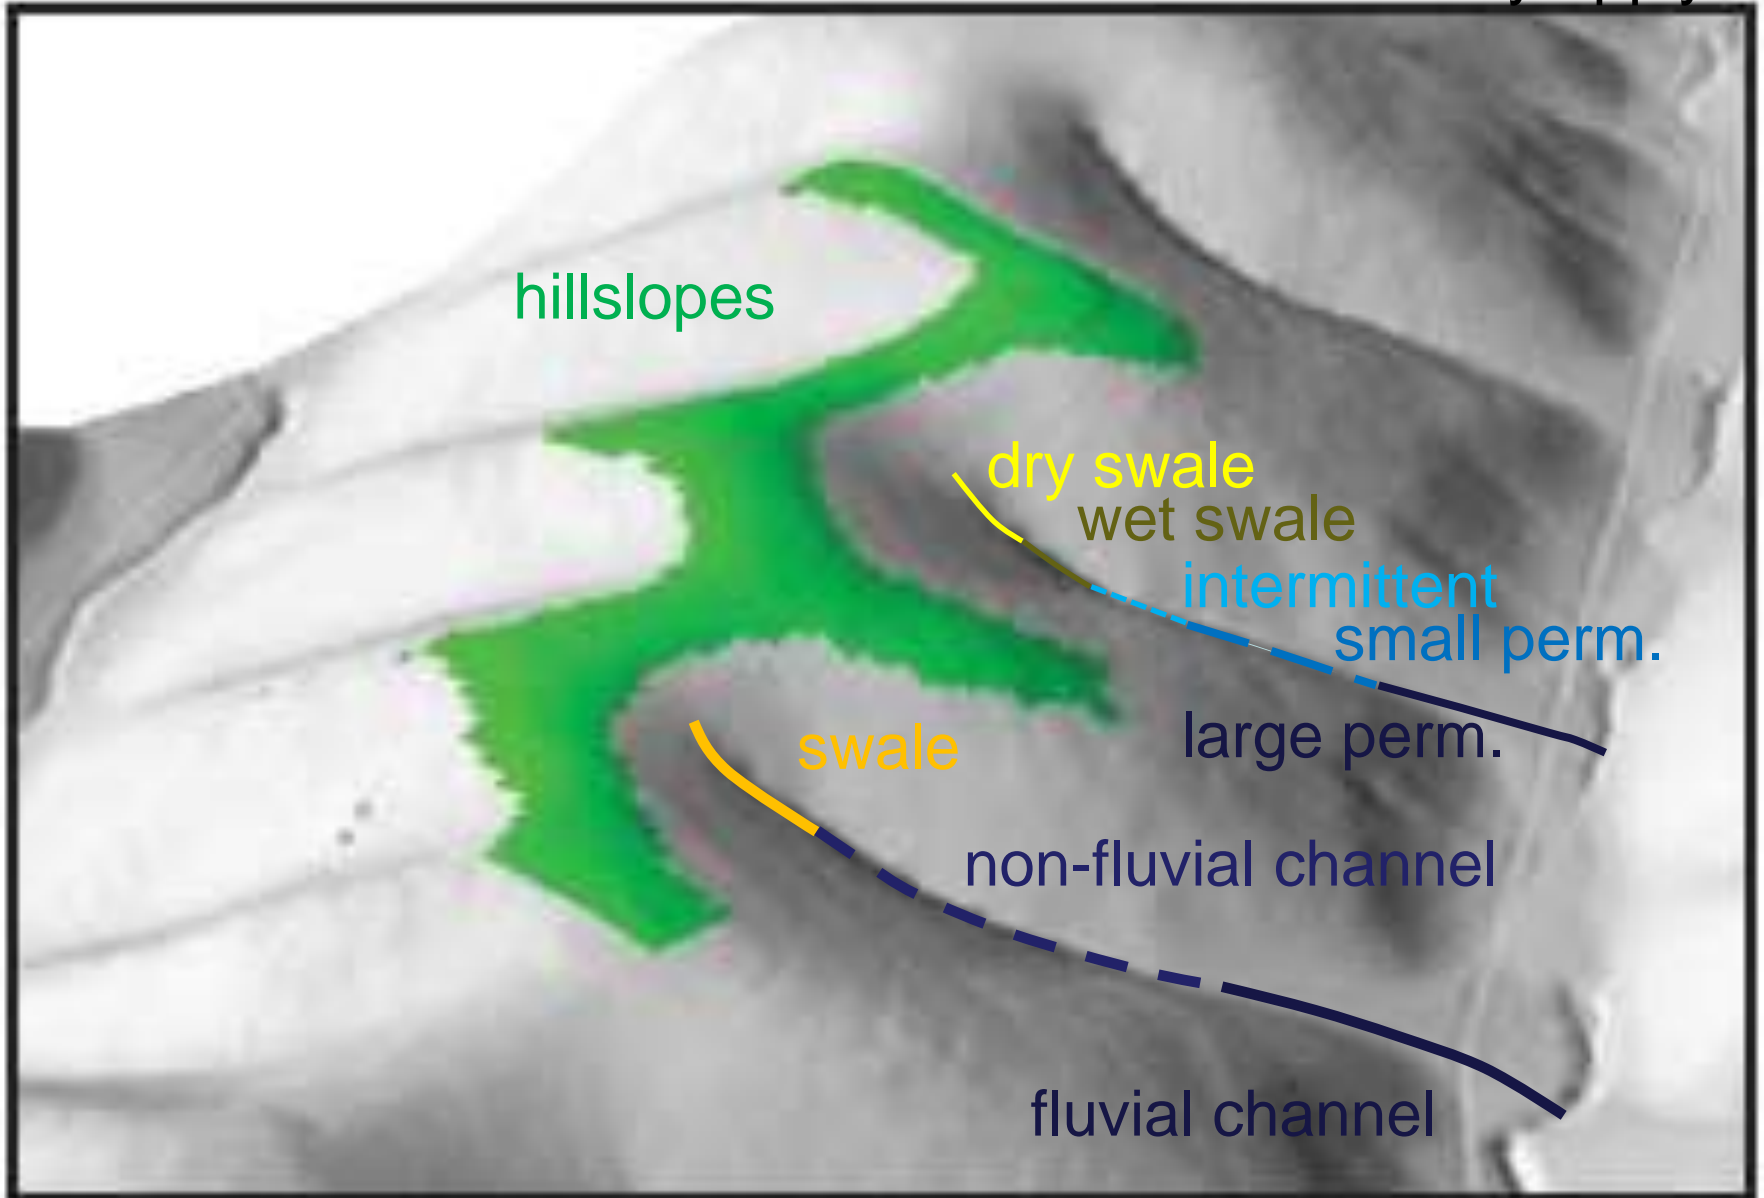 hillslopes
dry swale
wet swale
intermittent
small perm.
large perm.
swale
non-fluvial channel
fluvial channel